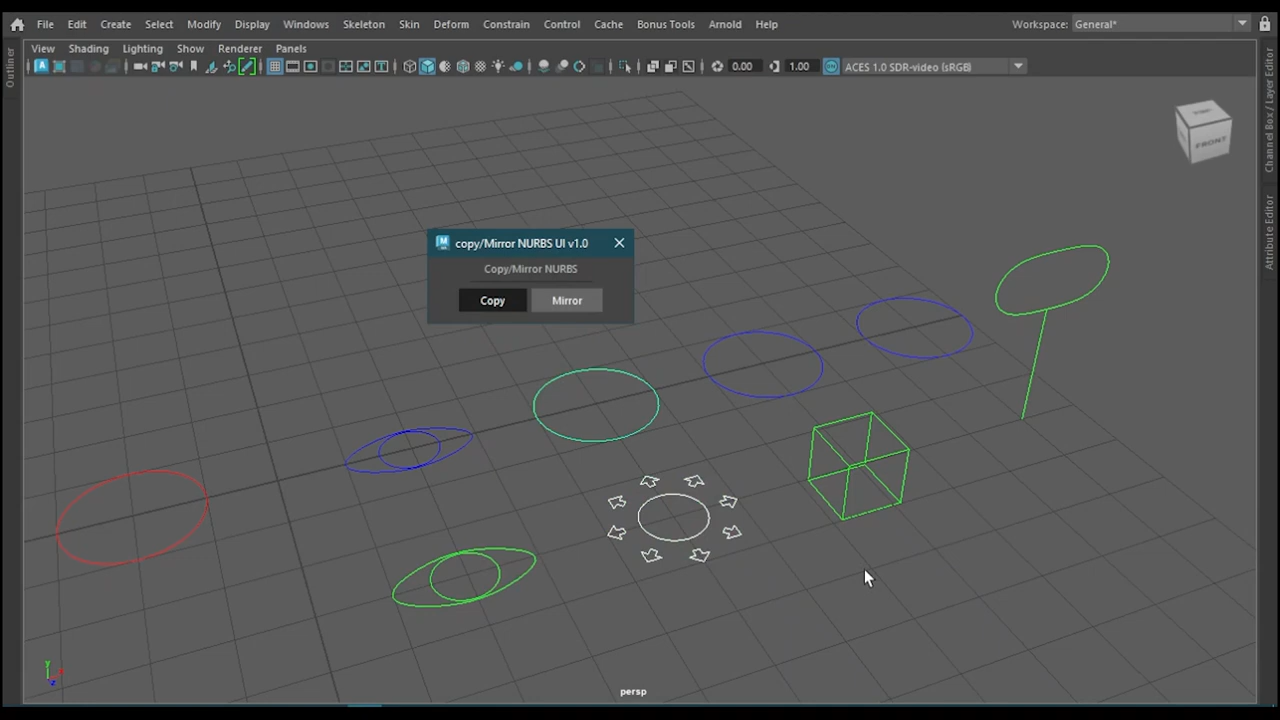 File Edit Create Select Modify Display Windows Skeleton Skin Deform Constrain Control Cache Bonus Tools Arnold Help Workspace: General*
View Shading Lighting Show Renderer Panels
0.00 1.00 ACES 1.0 SDR-video (sRGB)
Outliner
Channel Box / Layer Editor
Attribute Editor
FRONT
copy/Mirror NURBS UI v1.0
Copy/Mirror NURBS
Copy Mirror
y
x
z
persp